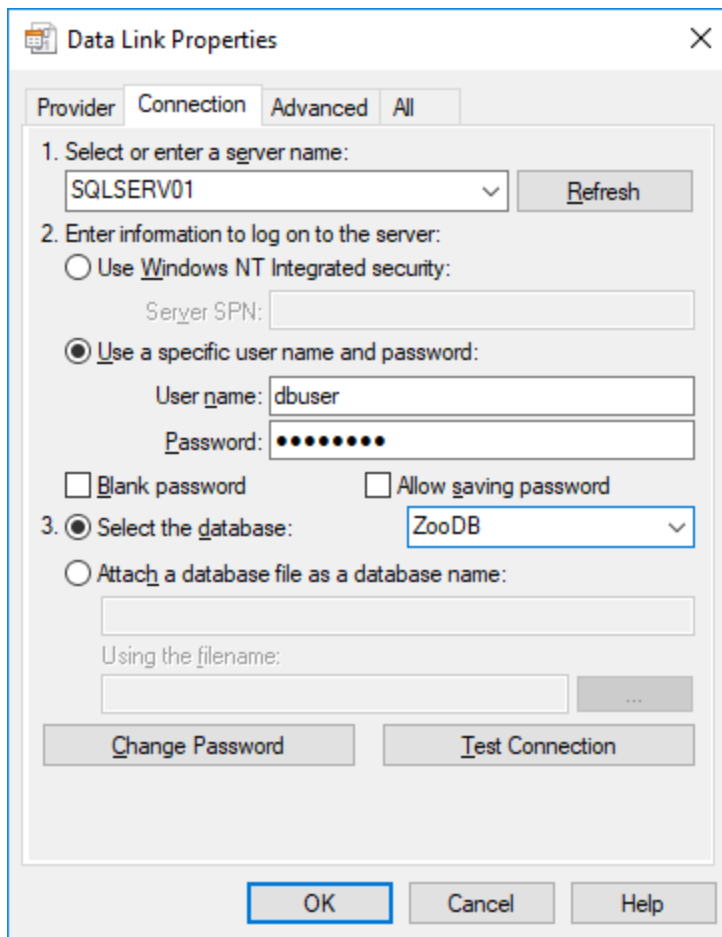 Data Link Properties
Provider Connection Advanced All
1. Select or enter a server name:
SQLSERV01 Refresh
2. Enter information to log on to the server:
Use Windows NT Integrated security:
Server SPN:
Use a specific user name and password:
User name: dbuser
Password: ●●●●●●●●
Blank password Allow saving password
3. Select the database: ZooDB
Attach a database file as a database name:
Using the filename:
...
Change Password Test Connection
OK Cancel Help